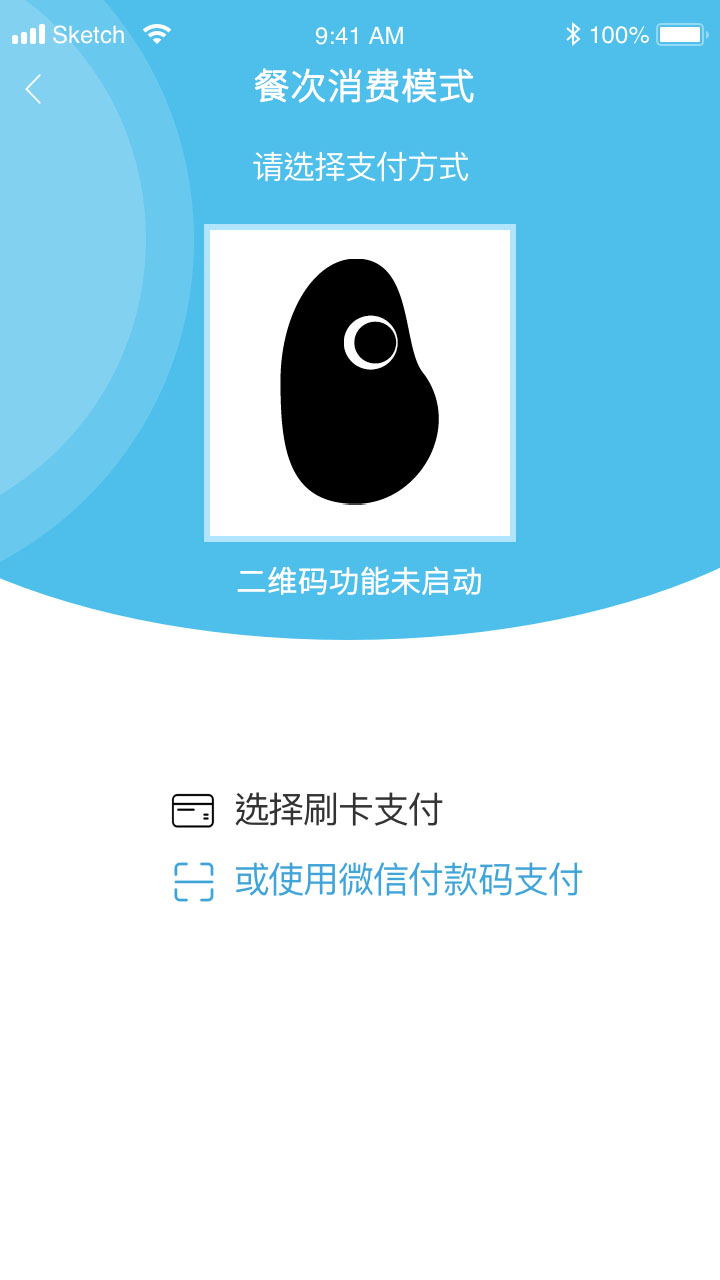 Sketch 9:41 AM 100%
餐次消费模式
请选择支付方式
二维码功能未启动
选择刷卡支付
或使用微信付款码支付